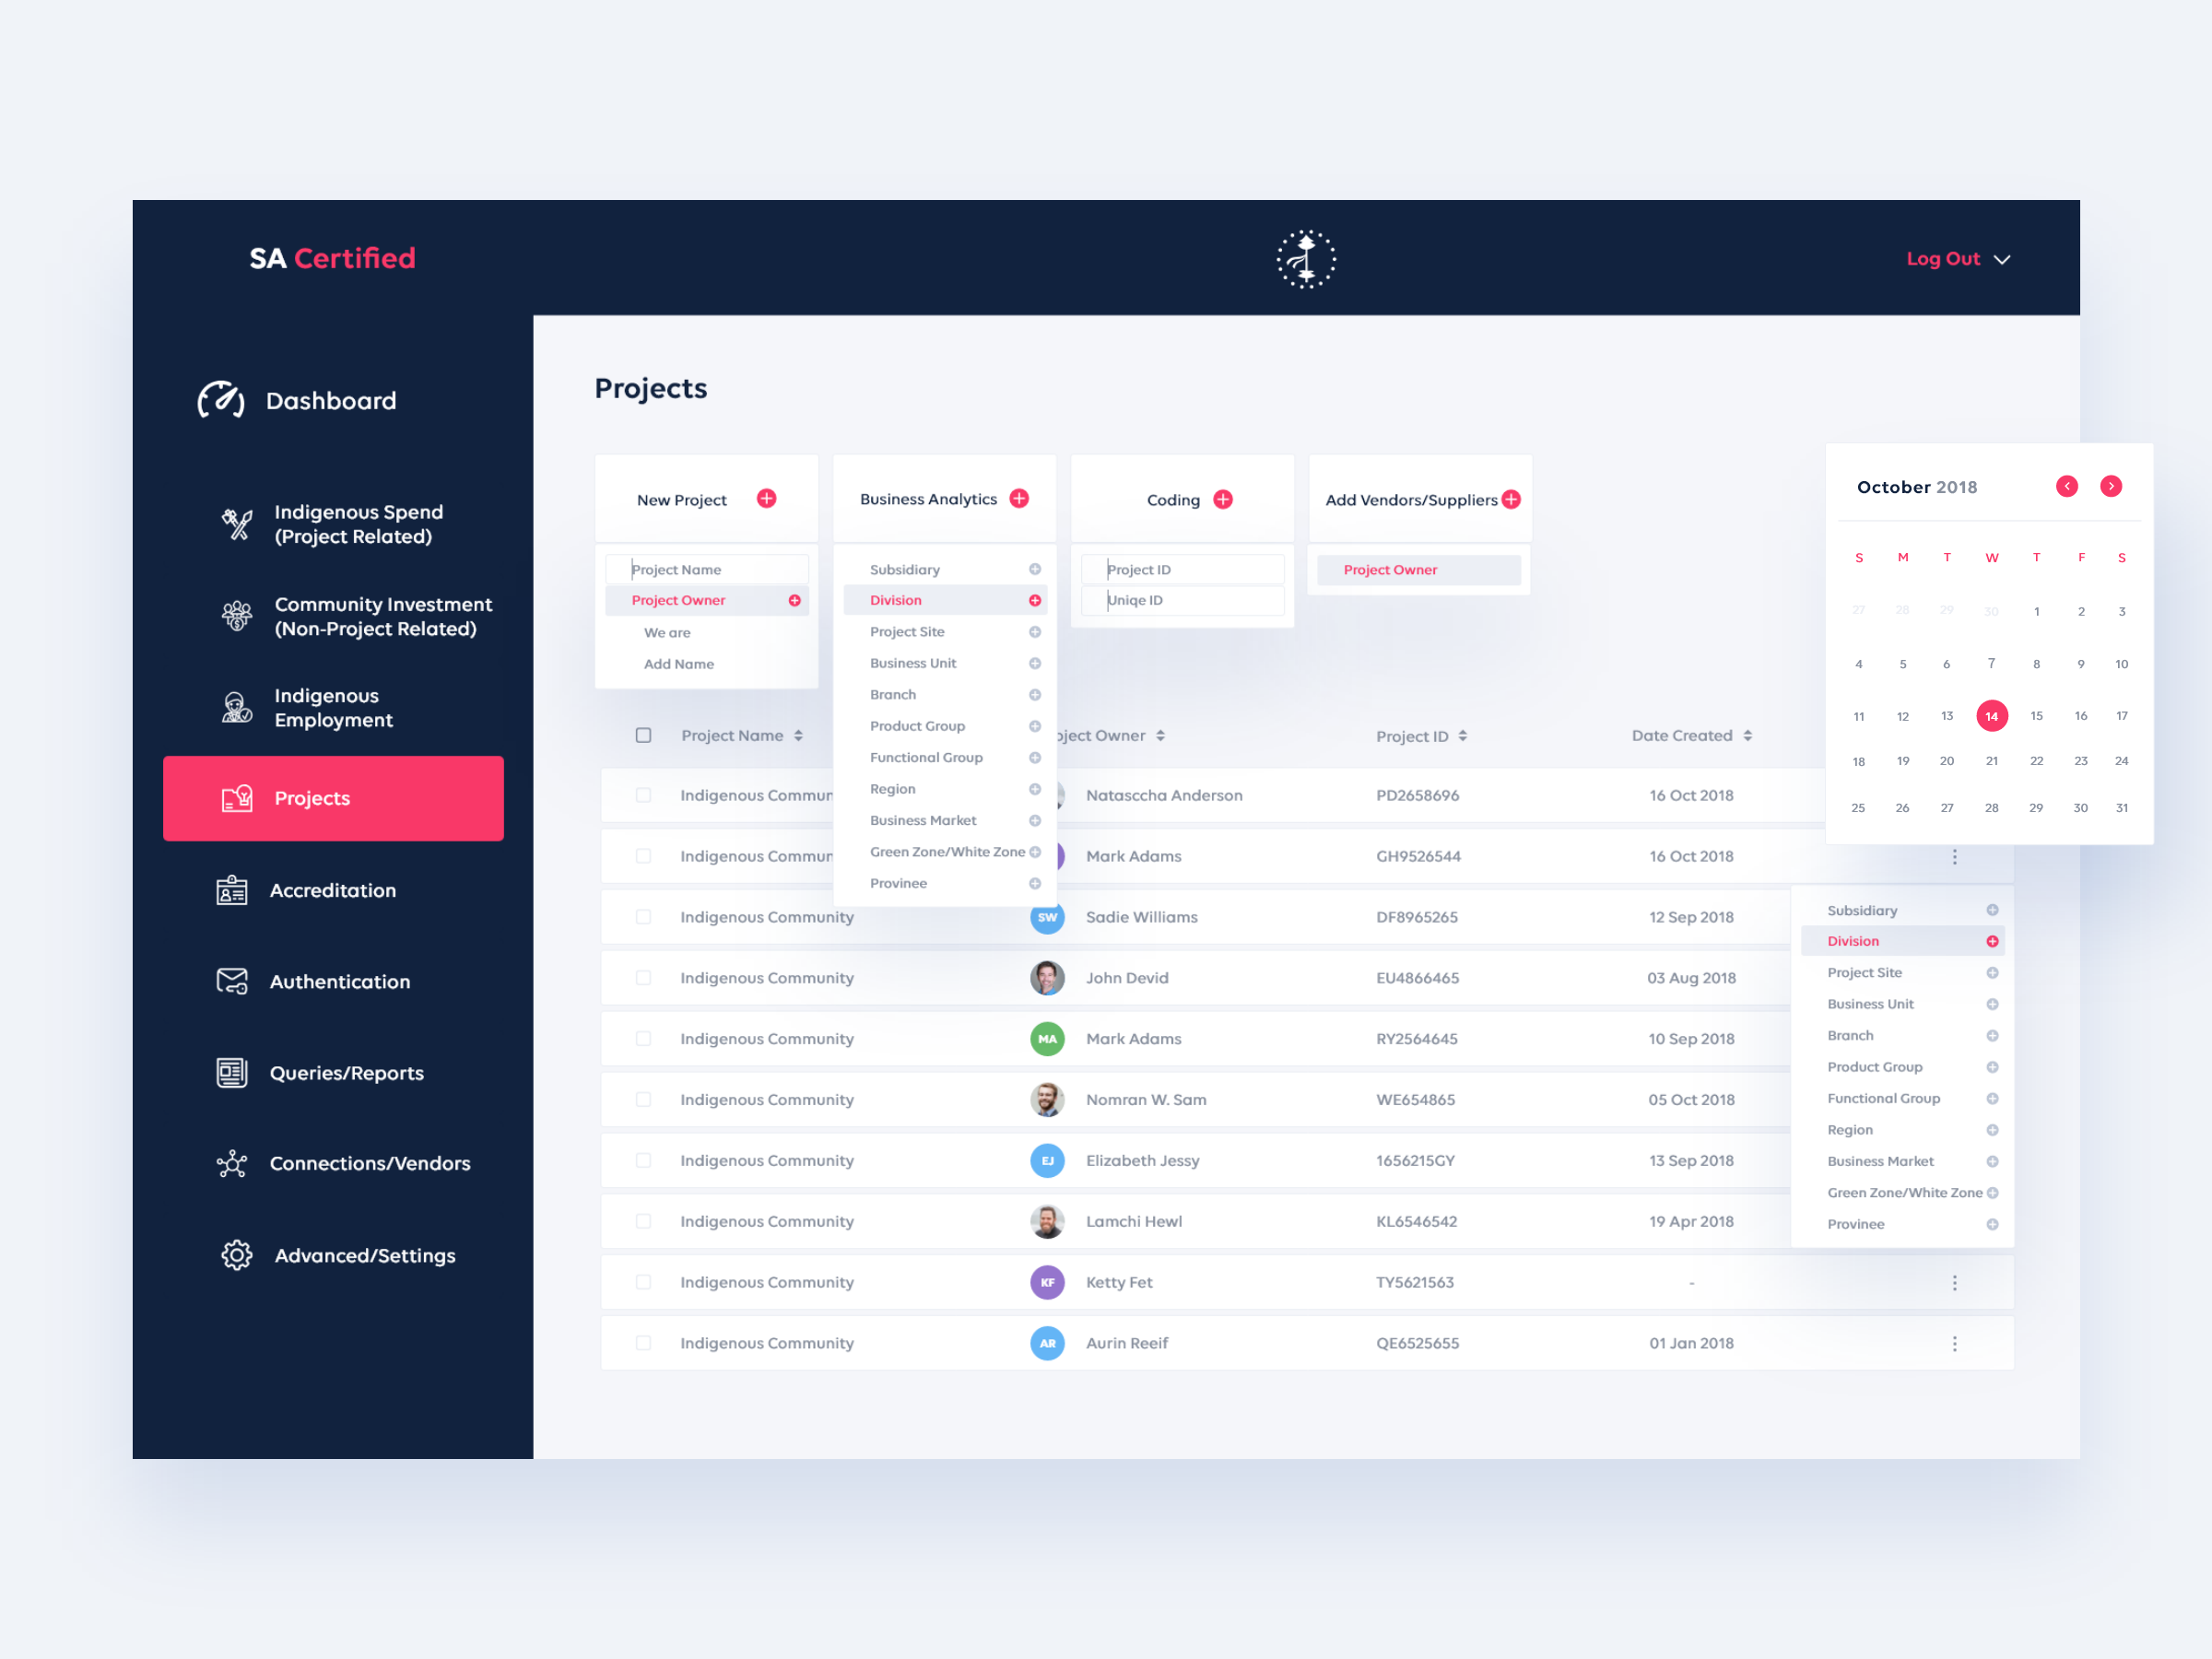 SA Certified
Log Out
Dashboard
Indigenous Spend
(Project Related)
Community Investment
(Non-Project Related)
Indigenous
Employment
Projects
Accreditation
Authentication
Queries/Reports
Connections/Vendors
Advanced/Settings
Projects
New Project
Project Name
Project Owner
We are
Add Name
Business Analytics
Subsidiary
Division
Project Site
Business Unit
Branch
Product Group
Functional Group
Region
Business Market
Green Zone/White Zone
Provinee
Coding
Project ID
Uniqe ID
Add Vendors/Suppliers
Project Owner
October 2018
S M T W T F S
27 28 29 30 1 2 3
4 5 6 7 8 9 10
11 12 13 14 15 16 17
18 19 20 21 22 23 24
25 26 27 28 29 30 31
Project Name oject Owner Project ID Date Created
Indigenous Commun Natasccha Anderson PD2658696 16 Oct 2018
Indigenous Commun Mark Adams GH9526544 16 Oct 2018
Indigenous Community SW Sadie Williams DF8965265 12 Sep 2018
Indigenous Community John Devid EU4866465 03 Aug 2018
Indigenous Community MA Mark Adams RY2564645 10 Sep 2018
Indigenous Community Nomran W. Sam WE654865 05 Oct 2018
Indigenous Community EJ Elizabeth Jessy 1656215GY 13 Sep 2018
Indigenous Community Lamchi Hewl KL6546542 19 Apr 2018
Indigenous Community KF Ketty Fet TY5621563 -
Indigenous Community AR Aurin Reeif QE6525655 01 Jan 2018
Subsidiary
Division
Project Site
Business Unit
Branch
Product Group
Functional Group
Region
Business Market
Green Zone/White Zone
Provinee